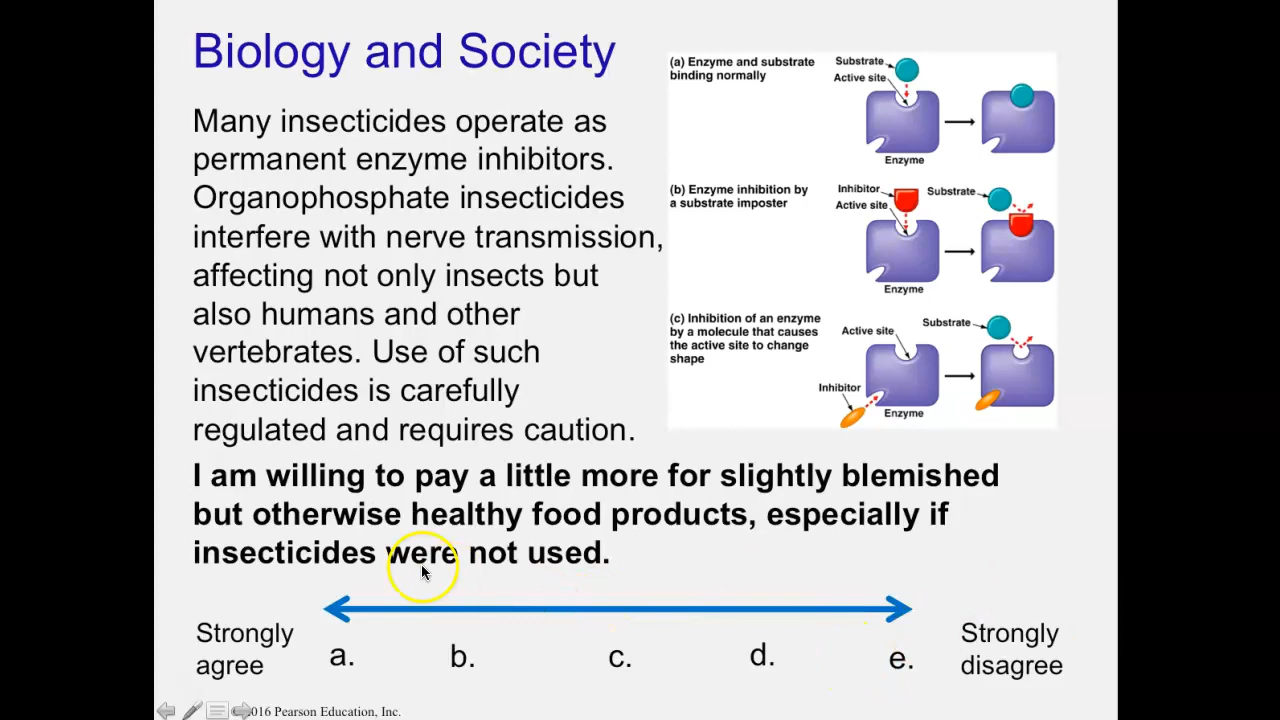 Biology and Society
Many insecticides operate as
permanent enzyme inhibitors.
Organophosphate insecticides
interfere with nerve transmission,
affecting not only insects but
also humans and other
vertebrates. Use of such
insecticides is carefully
regulated and requires caution.
(a) Enzyme and substrate
binding normally
Substrate
Active site
Enzyme
(b) Enzyme inhibition by
a substrate imposter
Inhibitor
Substrate
Active site
Enzyme
(c) Inhibition of an enzyme
by a molecule that causes
the active site to change
shape
Substrate
Active site
Inhibitor
Enzyme
I am willing to pay a little more for slightly blemished
but otherwise healthy food products, especially if
insecticides were not used.
Strongly
agree
a. b. c. d. e.
Strongly
disagree
©2016 Pearson Education, Inc.